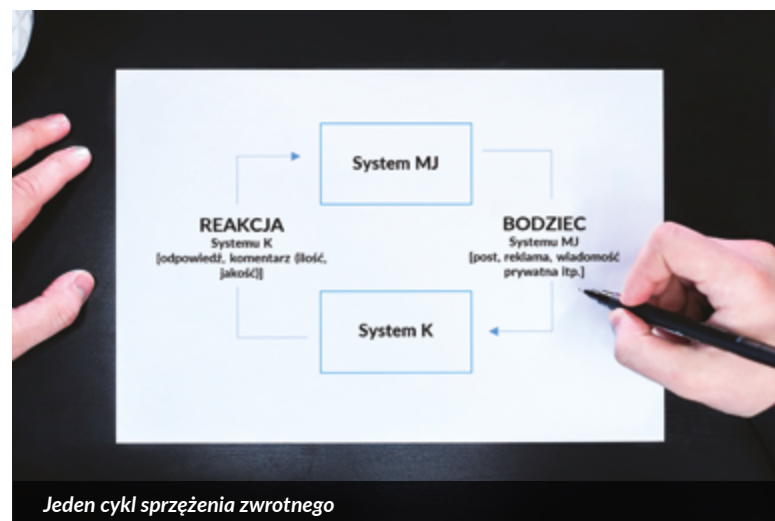 System MJ
REAKCJA
Systemu K
[odpowiedź, komentarz (ilość,
jakość)]
BODZIEC
Systemu MJ
[post, reklama, wiadomość
prywatna itp.]
System K
Jeden cykl sprzężenia zwrotnego